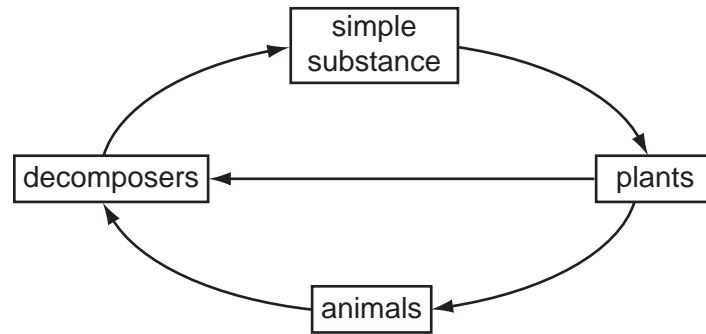 simple
substance
decomposers
plants
animals